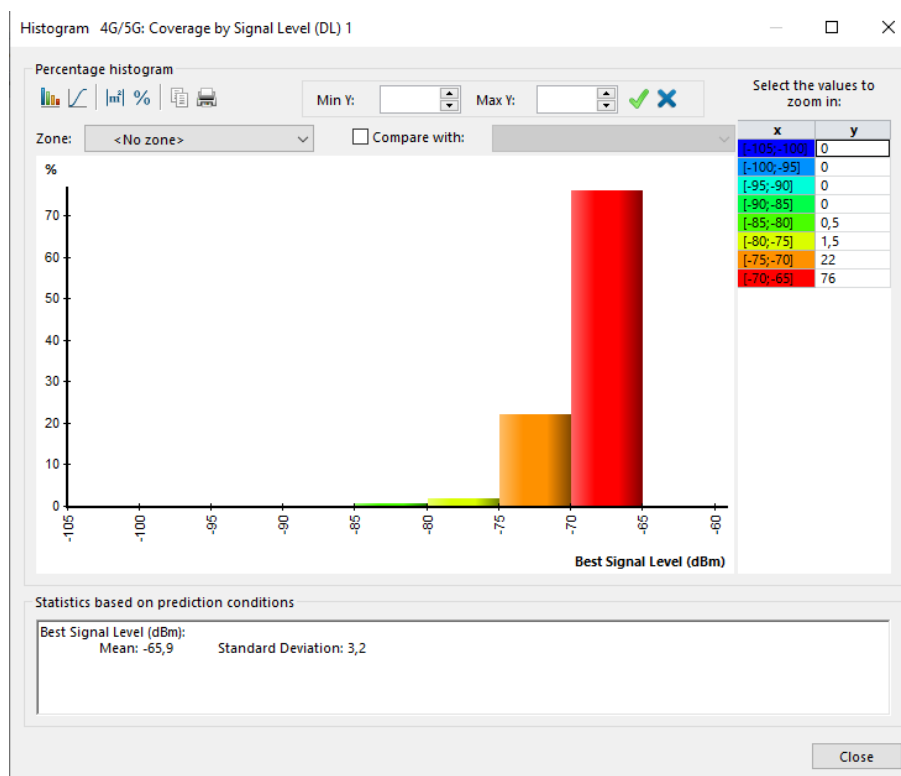 Histogram 4G/5G: Coverage by Signal Level (DL) 1
Percentage histogram
m² %
Min Y:
Max Y:
Select the values to
zoom in:
Zone:
<No zone>
Compare with:
x y
[-105;-100] 0
[-100;-95] 0
[-95;-90] 0
[-90;-85] 0
[-85;-80] 0,5
[-80;-75] 1,5
[-75;-70] 22
[-70;-65] 76
%
70
60
50
40
30
20
10
0
-105 -100 -95 -90 -85 -80 -75 -70 -65 -60
Best Signal Level (dBm)
Statistics based on prediction conditions
Best Signal Level (dBm):
Mean: -65,9 Standard Deviation: 3,2
Close